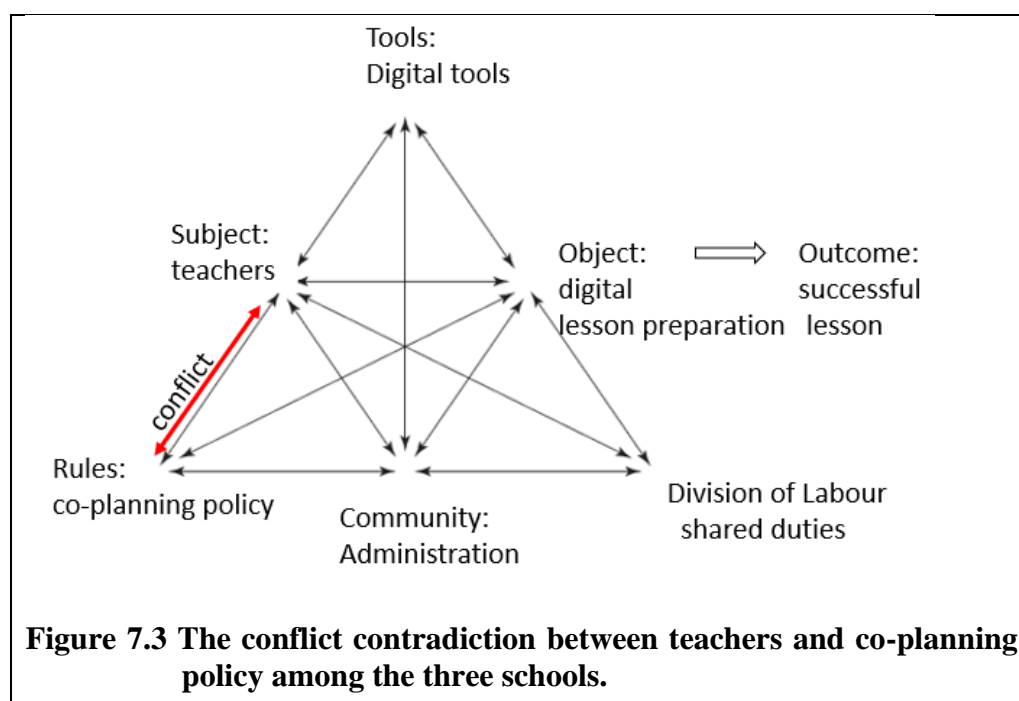 Tools:
Digital tools
Subject:
teachers
Object:
digital
lesson preparation
Outcome:
successful
lesson
conflict
Rules:
co-planning policy
Community:
Administration
Division of Labour
shared duties
Figure 7.3 The conflict contradiction between teachers and co-planning
policy among the three schools.